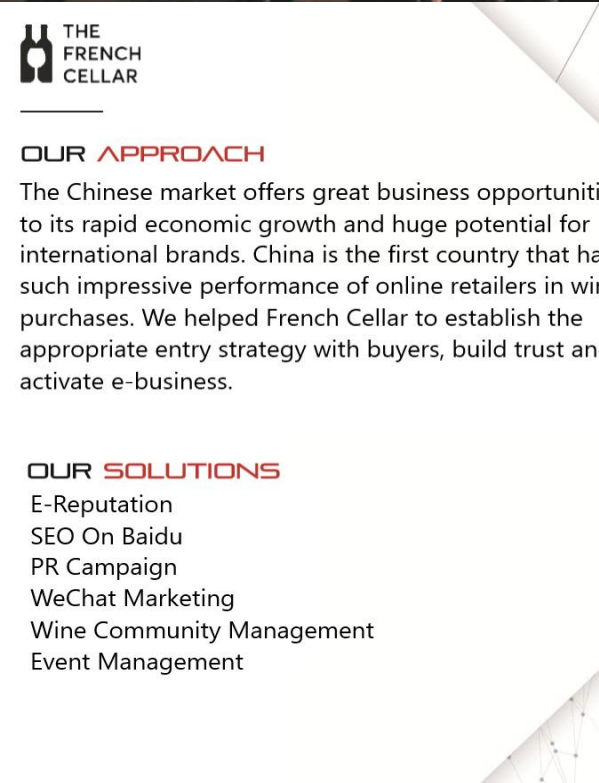 THE
FRENCH
CELLAR
OUR APPROACH
The Chinese market offers great business
to its rapid economic growth and huge potential for
international brands. China is the first country that
such impressive performance of online retailers in
purchases. We helped French Cellar to establish the
appropriate entry strategy with buyers, build trust
activate e-business.
OUR SOLUTIONS
E-Reputation
SEO On Baidu
PR Campaign
WeChat Marketing
Wine Community Management
Event Management